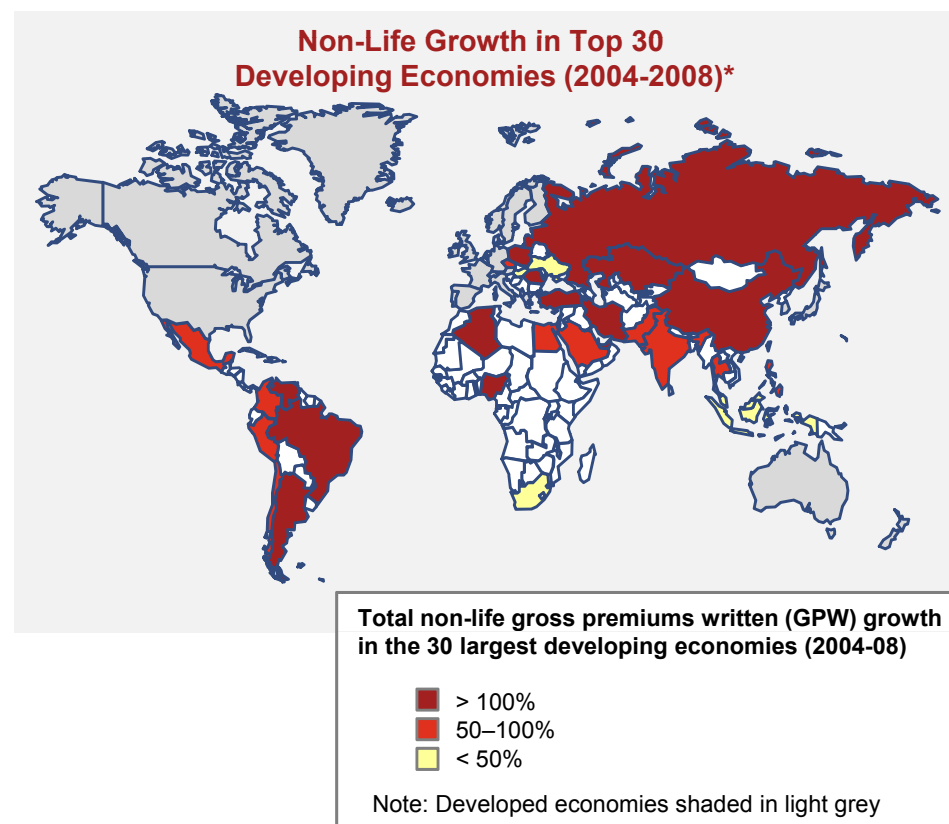 Non-Life Growth in Top 30
Developing Economies (2004-2008)*
Total non-life gross premiums written (GPW) growth
in the 30 largest developing economies (2004-08)
> 100%
50–100%
< 50%
Note: Developed economies shaded in light grey